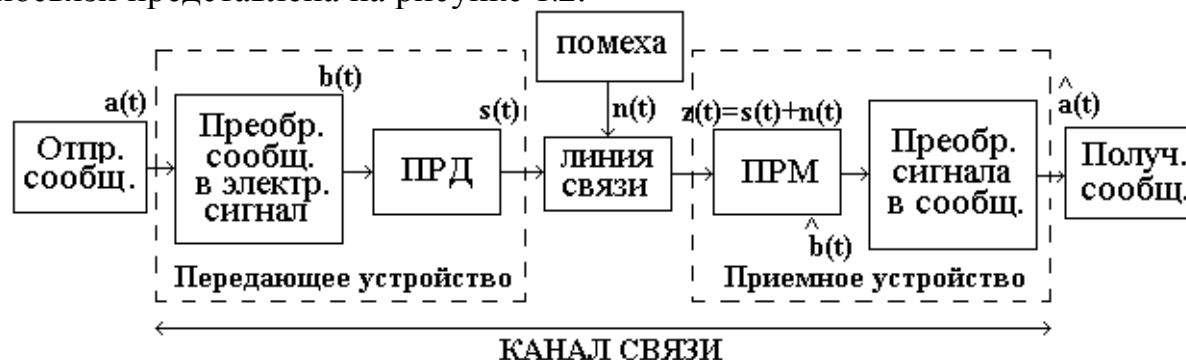 помеха
a(t)
b(t)
s(t)
n(t)
z(t)=s(t)+n(t)
^
a(t)
Отпр.
сообщ.
Преобр.
сообщ.
в электр.
сигнал
ПРД
линия
связи
ПРМ
^
b(t)
Преобр.
сигнала
в сообщ.
Получ.
сообщ.
Передающее устройство
Приемное устройство
КАНАЛ СВЯЗИ